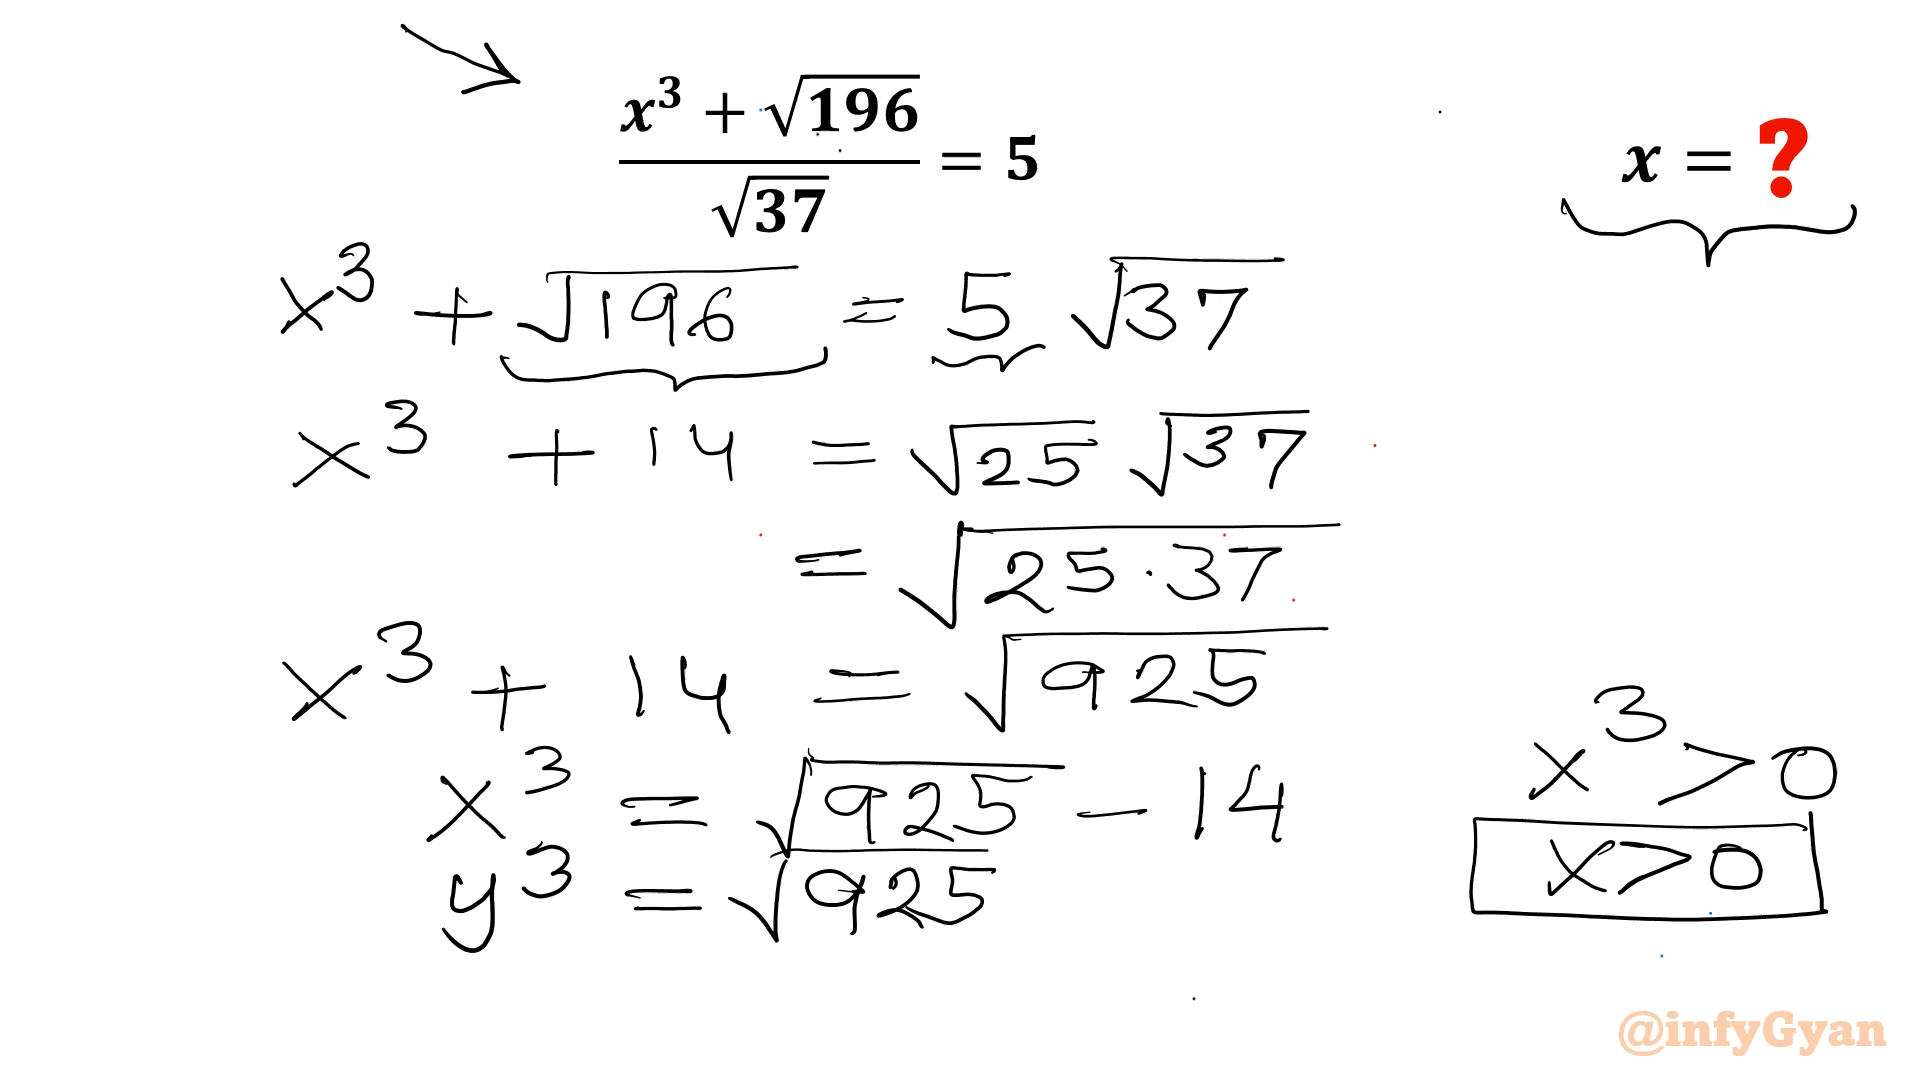 (x³ + √196) / √37 = 5
x = ?
x³ + √196 = 5 √37
x³ + 14 = √25 √37
= √(25 · 37)
x³ + 14 = √925
x³ = √925 - 14
y³ = √925
x³ > 0
x > 0
@infyGyan